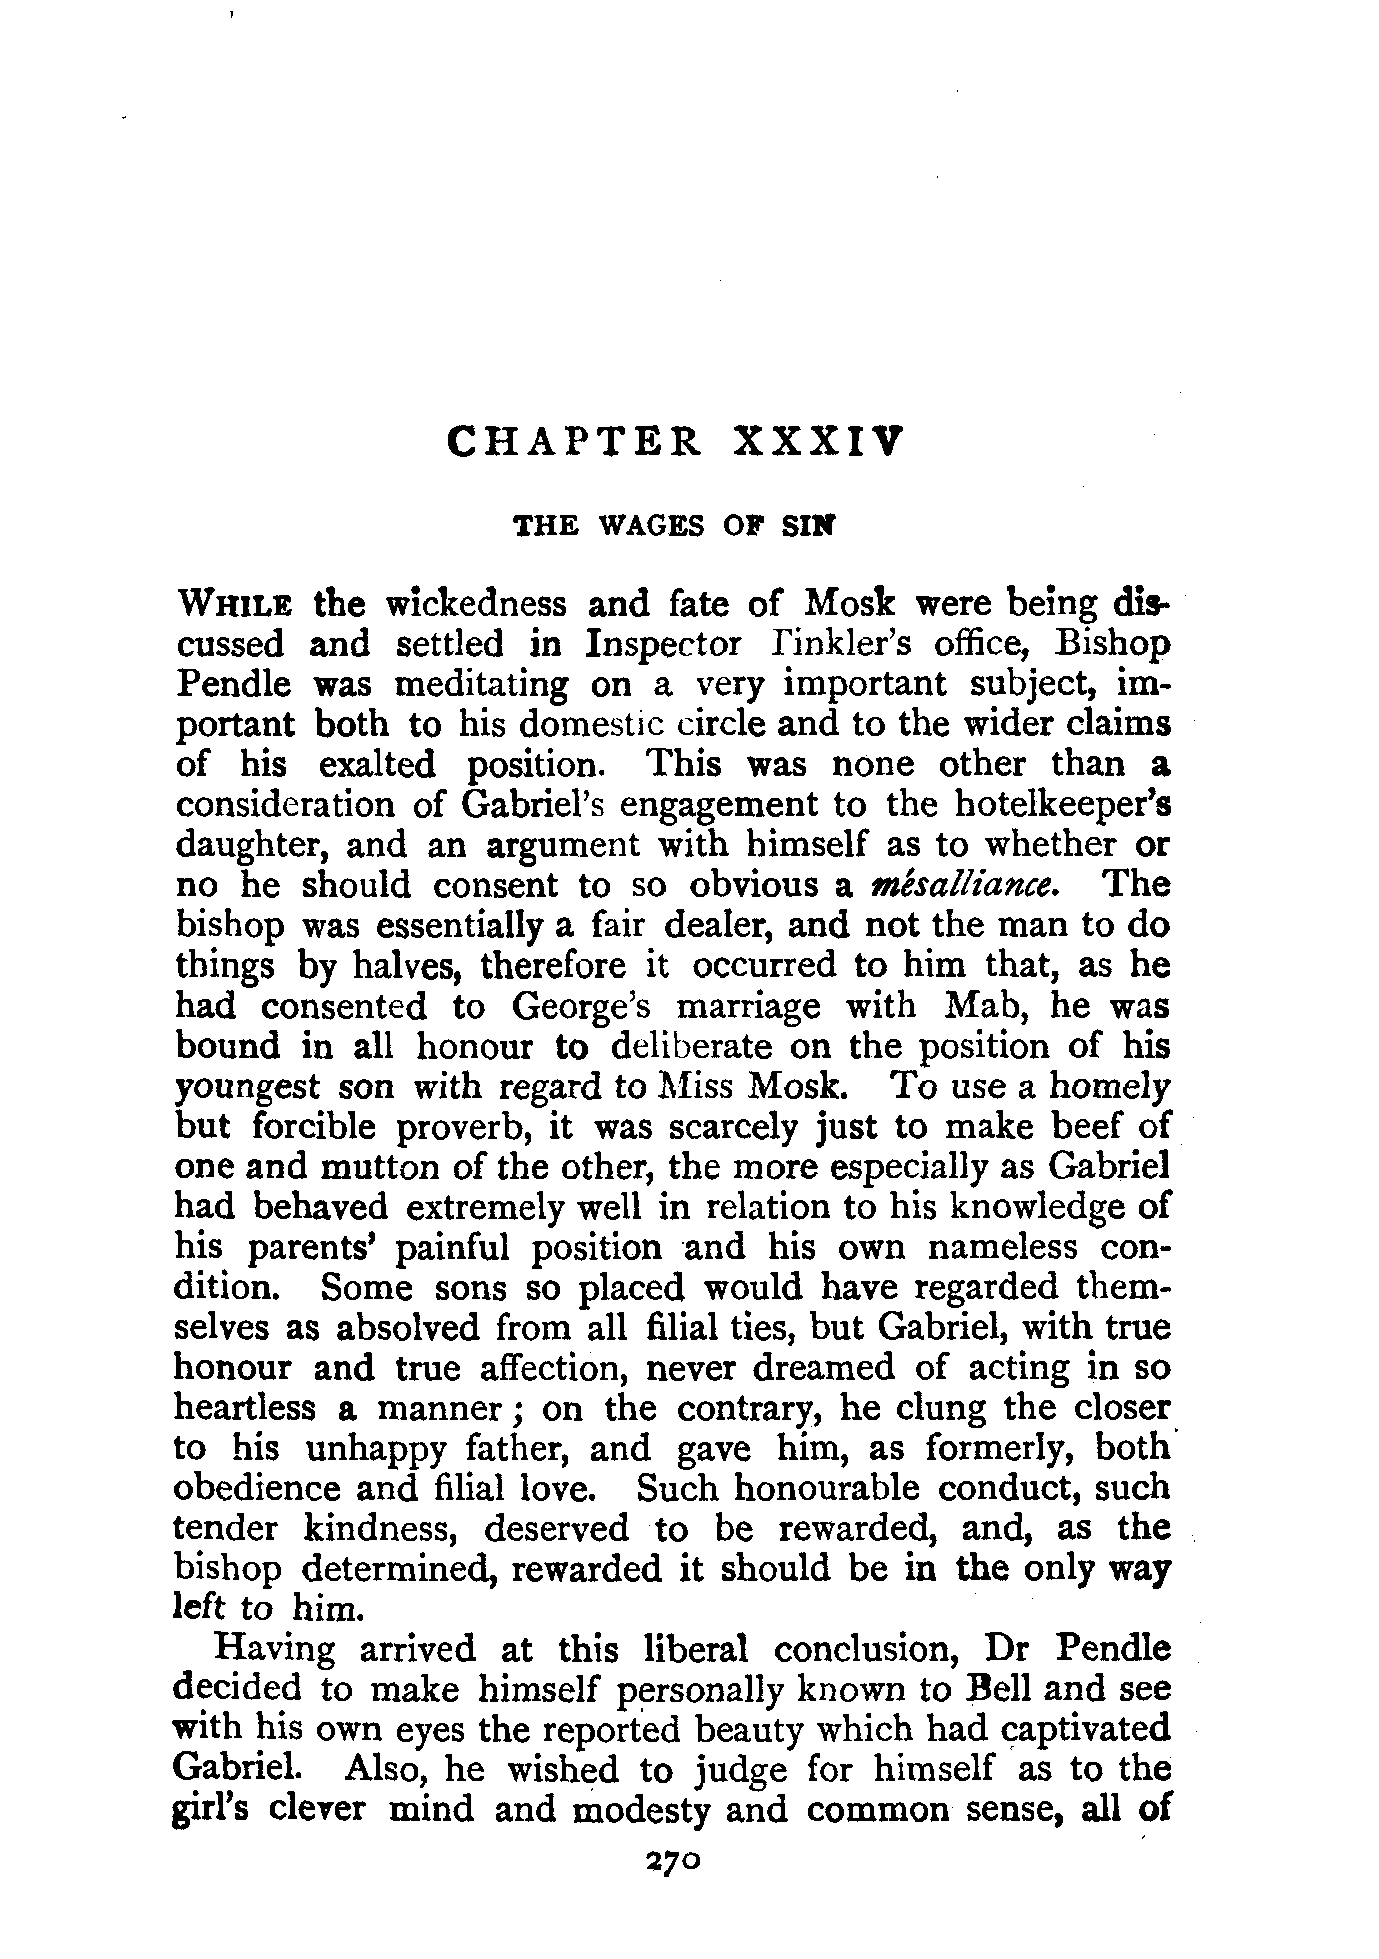 CHAPTER XXXIV
THE WAGES OF SIN
WHILE the wickedness and fate of Mosk were being dis-
cussed and settled in Inspector Tinkler's office, Bishop
Pendle was meditating on a very important subject, im-
portant both to his domestic circle and to the wider claims
of his exalted position. This was none other than a
consideration of Gabriel's engagement to the hotelkeeper's
daughter, and an argument with himself as to whether or
no he should consent to so obvious a mésalliance. The
bishop was essentially a fair dealer, and not the man to do
things by halves, therefore it occurred to him that, as he
had consented to George's marriage with Mab, he was
bound in all honour to deliberate on the position of his
youngest son with regard to Miss Mosk. To use a homely
but forcible proverb, it was scarcely just to make beef of
one and mutton of the other, the more especially as Gabriel
had behaved extremely well in relation to his knowledge of
his parents' painful position and his own nameless con-
dition. Some sons so placed would have regarded them-
selves as absolved from all filial ties, but Gabriel, with true
honour and true affection, never dreamed of acting in so
heartless a manner; on the contrary, he clung the closer
to his unhappy father, and gave him, as formerly, both
obedience and filial love. Such honourable conduct, such
tender kindness, deserved to be rewarded, and, as the
bishop determined, rewarded it should be in the only way
left to him.
Having arrived at this liberal conclusion, Dr Pendle
decided to make himself personally known to Bell and see
with his own eyes the reported beauty which had captivated
Gabriel. Also, he wished to judge for himself as to the
girl's clever mind and modesty and common sense, all of
270